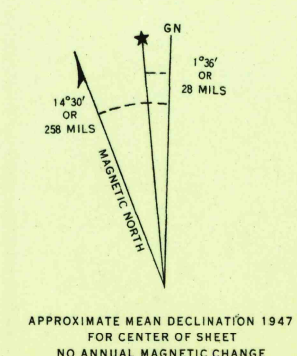 GN
1°36′
OR
28 MILS
14°30′
OR
258 MILS
MAGNETIC NORTH
APPROXIMATE MEAN DECLINATION 1947
FOR CENTER OF SHEET
NO ANNUAL MAGNETIC CHANGE